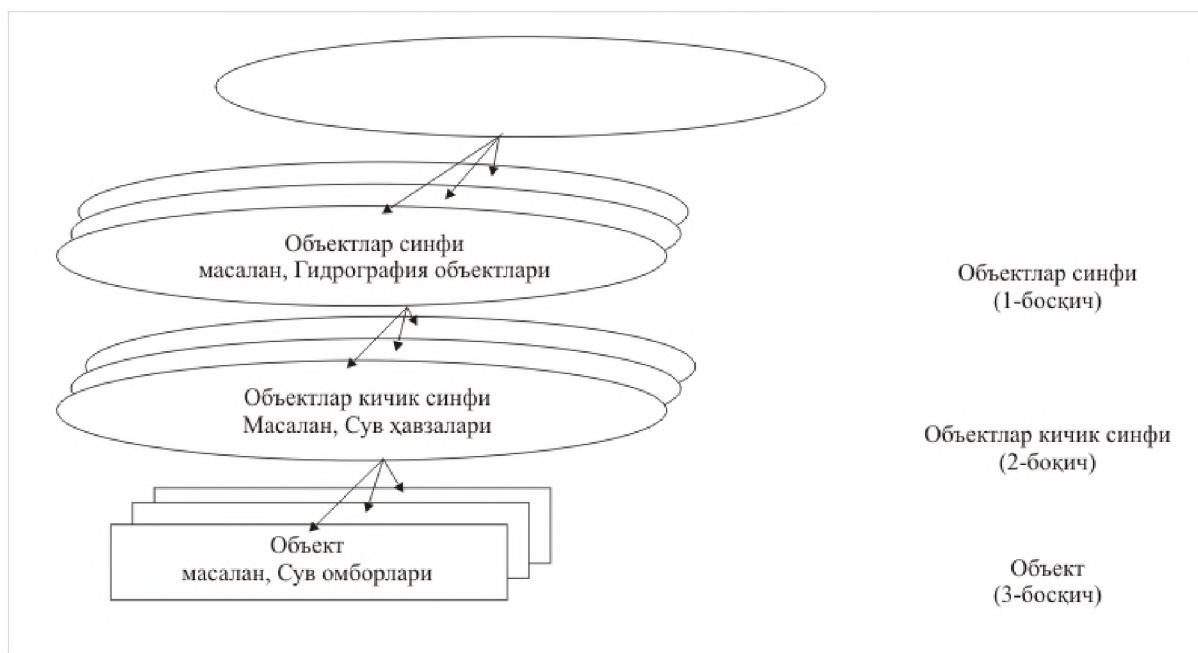 Объектлар синфи
масалан, Гидрография объектлари
Объектлар синфи
(1-босқич)
Объектлар кичик синфи
Масалан, Сув ҳавзалари
Объектлар кичик синфи
(2-боқич)
Объект
масалан, Сув омборлари
Объект
(3-босқич)